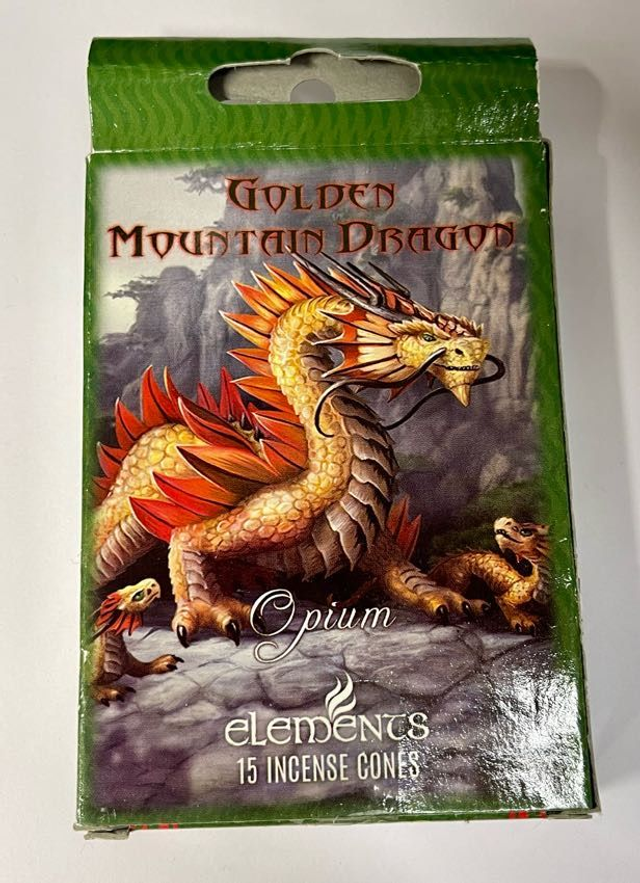 GOLDEN
MOUNTAIN DRAGON
Opium
elements
15 INCENSE CONES